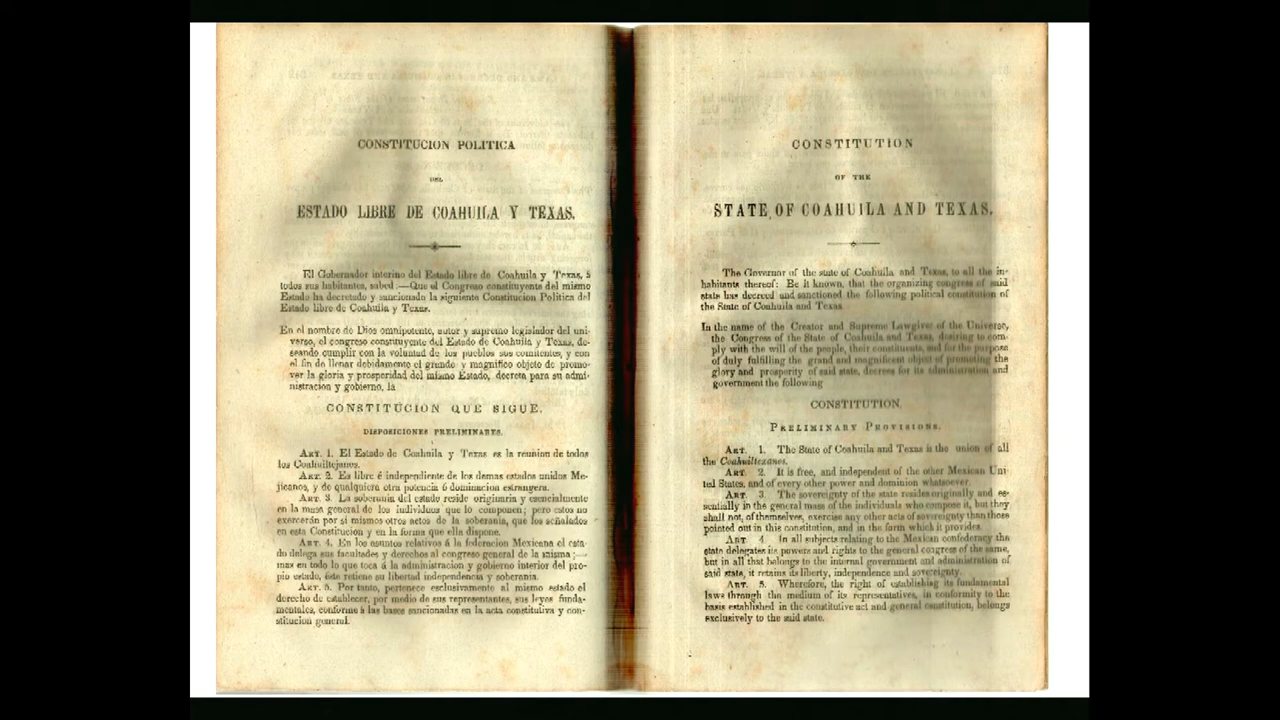 CONSTITUCION POLITICA
DEL
ESTADO LIBRE DE COAHUILA Y TEXAS.
El Gobernador interino del Estado libre de Coahuila y Texas, á
todos sus habitantes, sabed:—Que el Congreso constituyente del mismo
Estado ha decretado y sancionado la siguiente Constitucion Politica del
Estado libre de Coahuila y Texas.
En el nombre de Dios omnipotente, autor y supremo legislador del uni-
verso, el congreso constituyente del Estado de Coahuila y Texas, de-
seando cumplir con la voluntad de los pueblos sus comitentes, y con
el fin de llenar debidamente el grande y magnifico objeto de promo-
ver la gloria y prosperidad del mismo Estado, decreta para su admi-
nistracion y gobierno, la
CONSTITUCION QUE SIGUE.
DISPOSICIONES PRELIMINARES.
ART. 1. El Estado de Coahuila y Texas es la reunion de todos
los Coahuiltejanos.
ART. 2. Es libre é independiente de los demas estados unidos Me-
jicanos, y de qualquiera otra potencia ó dominacion estrangera.
ART. 3. La soberania del estado reside originaria y esencialmente
en la masa general de los individuos que lo componen; pero estos no
exercerán por si mismos otros actos de la soberania, que los señalados
en esta Constitucion y en la forma que ella dispone.
ART. 4. En los asuntos relativos á la federacion Mexicana el esta-
do delega sus facultades y derechos al congreso general de la misma;—
mas en todo lo que toca á la administracion y gobierno interior del pro-
pio estado, éste retiene su libertad independencia y soberania.
ART. 5. Por tanto, pertenece esclusivamente al mismo estado el
derecho de establecer, por medio de sus representantes, sus leyes funda-
mentales, conforme á las bases sancionadas en la acta constitutiva y con-
stitucion general.
CONSTITUTION
OF THE
STATE OF COAHUILA AND TEXAS.
The Governor of the state of Coahuila and Texas, to all the in-
habitants thereof: Be it known, that the organizing congress of said
state has decreed and sanctioned the following political constitution of
the State of Coahuila and Texas
In the name of the Creator and Supreme Lawgiver of the Universe,
the Congress of the State of Coahuila and Texas, desiring to com-
ply with the will of the people, their constituents, and for the purpose
of duly fulfilling the grand and magnificent object of promoting the
glory and prosperity of said state, decrees for its administration and
government the following
CONSTITUTION.
PRELIMINARY PROVISIONS.
ART. 1. The State of Coahuila and Texas is the union of all
the Coahuiltexanos.
ART. 2. It is free, and independent of the other Mexican Uni-
ted States, and of every other power and dominion whatsoever.
ART. 3. The sovereignty of the state resides originally and es-
sentially in the general mass of the individuals who compose it, but they
shall not, of themselves, exercise any other acts of sovereignty than those
pointed out in this constitution, and in the form which it provides.
ART. 4. In all subjects relating to the Mexican confederacy the
state delegates its powers and rights to the general congress of the same,
but in all that belongs to the internal government and administration of
said state, it retains its liberty, independence and sovereignty.
ART. 5. Wherefore, the right of establishing its fundamental
laws through the medium of its representatives, in conformity to the
basis established in the constitutive act and general constitution, belongs
exclusively to the said state.